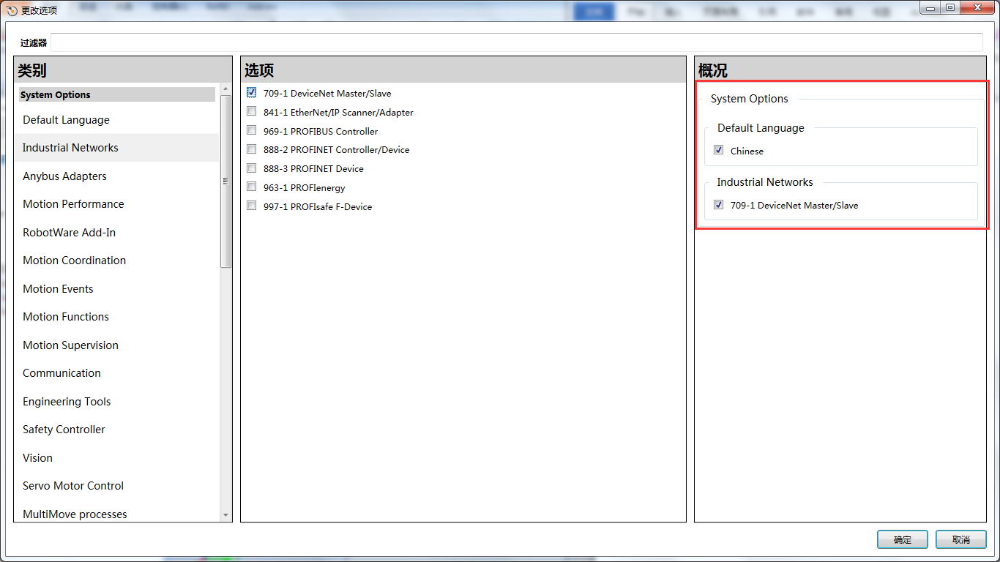 更改选项
过滤器
类别
System Options
Default Language
Industrial Networks
Anybus Adapters
Motion Performance
RobotWare Add-In
Motion Coordination
Motion Events
Motion Functions
Motion Supervision
Communication
Engineering Tools
Safety Controller
Vision
Servo Motor Control
MultiMove processes
选项
709-1 DeviceNet Master/Slave
841-1 EtherNet/IP Scanner/Adapter
969-1 PROFIBUS Controller
888-2 PROFINET Controller/Device
888-3 PROFINET Device
963-1 PROFIenergy
997-1 PROFIsafe F-Device
概况
System Options
Default Language
Chinese
Industrial Networks
709-1 DeviceNet Master/Slave
确定
取消